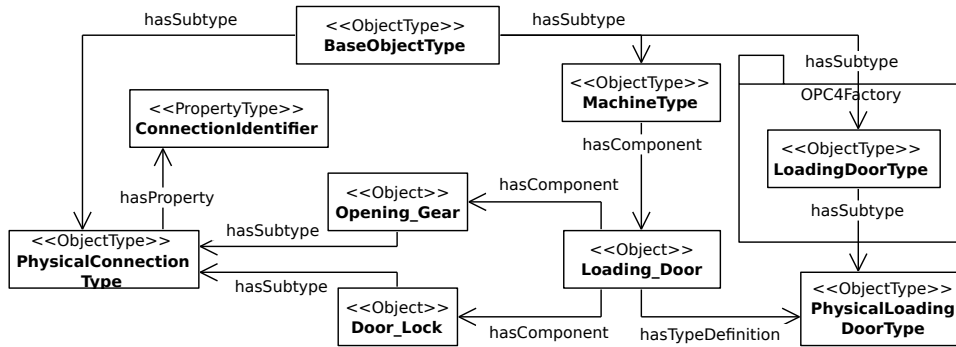 hasSubtype
<<ObjectType>>
BaseObjectType
hasSubtype
<<PropertyType>>
ConnectionIdentifier
<<ObjectType>>
MachineType
hasSubtype
OPC4Factory
hasComponent
<<ObjectType>>
LoadingDoorType
hasProperty
<<Object>>
Opening_Gear
hasComponent
hasSubtype
<<ObjectType>>
PhysicalConnection
Type
hasSubtype
<<Object>>
Loading_Door
hasSubtype
<<Object>>
Door_Lock
hasComponent
hasTypeDefinition
<<ObjectType>>
PhysicalLoading
DoorType